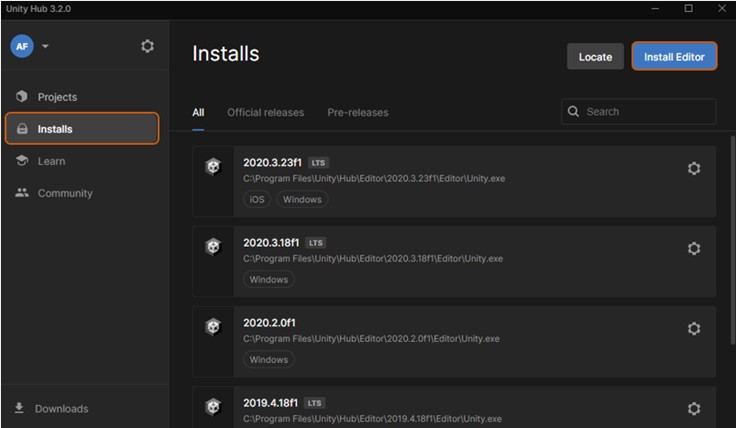 Unity Hub 3.2.0
AF
Installs
Locate
Install Editor
Projects
Installs
Learn
Community
Downloads
All
Official releases
Pre-releases
Search
2020.3.23f1 LTS
C:\Program Files\Unity\Hub\Editor\2020.3.23f1\Editor\Unity.exe
iOS Windows
2020.3.18f1 LTS
C:\Program Files\Unity\Hub\Editor\2020.3.18f1\Editor\Unity.exe
Windows
2020.2.0f1
C:\Program Files\Unity\Hub\Editor\2020.2.0f1\Editor\Unity.exe
Windows
2019.4.18f1 LTS
C:\Program Files\Unity\Hub\Editor\2019.4.18f1\Editor\Unity.exe